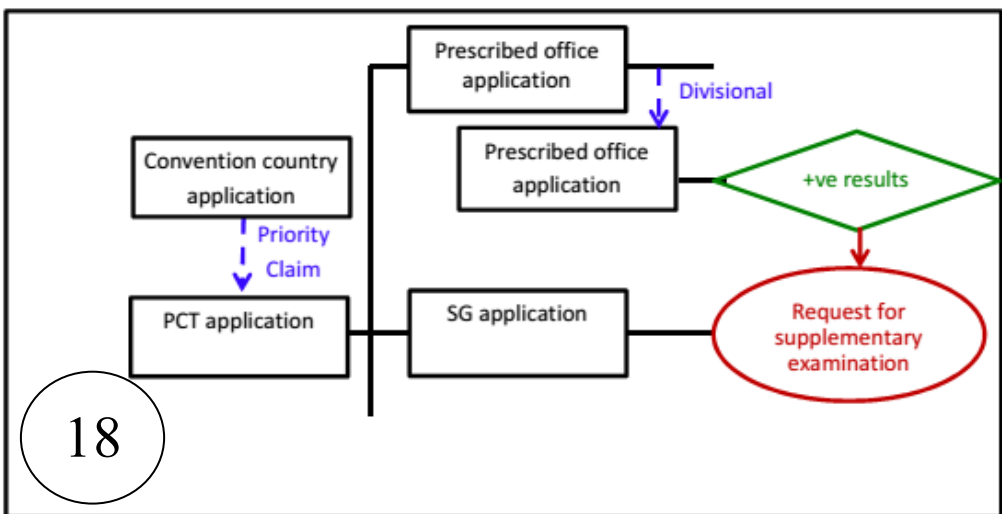 Prescribed office
application
Divisional
Prescribed office
application
+ve results
Convention country
application
Priority
Claim
PCT application
SG application
Request for
supplementary
examination
18